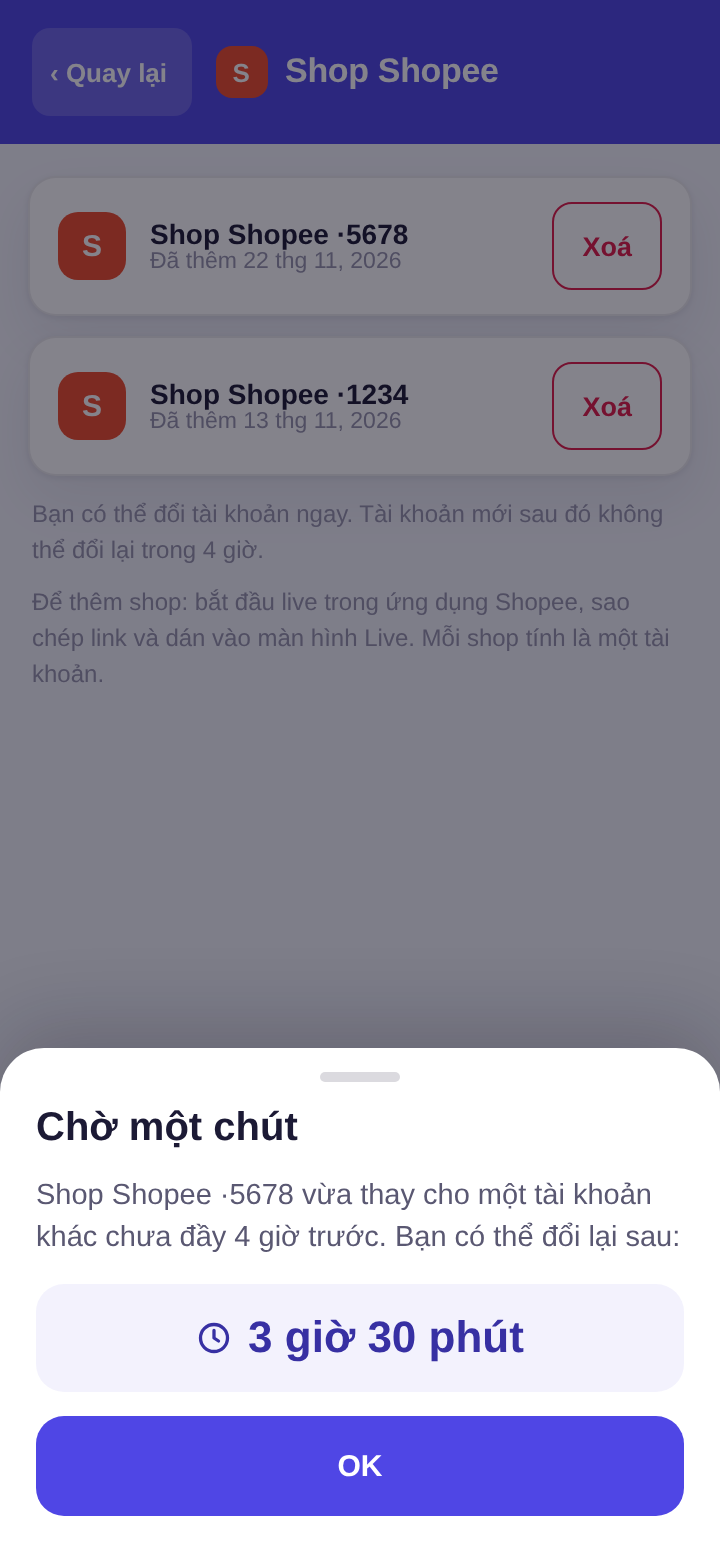 ‹ Quay lại
S
Shop Shopee
S
Shop Shopee ·5678
Đã thêm 22 thg 11, 2026
Xoá
S
Shop Shopee ·1234
Đã thêm 13 thg 11, 2026
Xoá
Bạn có thể đổi tài khoản ngay. Tài khoản mới sau đó không
thể đổi lại trong 4 giờ.
Để thêm shop: bắt đầu live trong ứng dụng Shopee, sao
chép link và dán vào màn hình Live. Mỗi shop tính là một tài
khoản.
Chờ một chút
Shop Shopee ·5678 vừa thay cho một tài khoản
khác chưa đầy 4 giờ trước. Bạn có thể đổi lại sau:
3 giờ 30 phút
OK